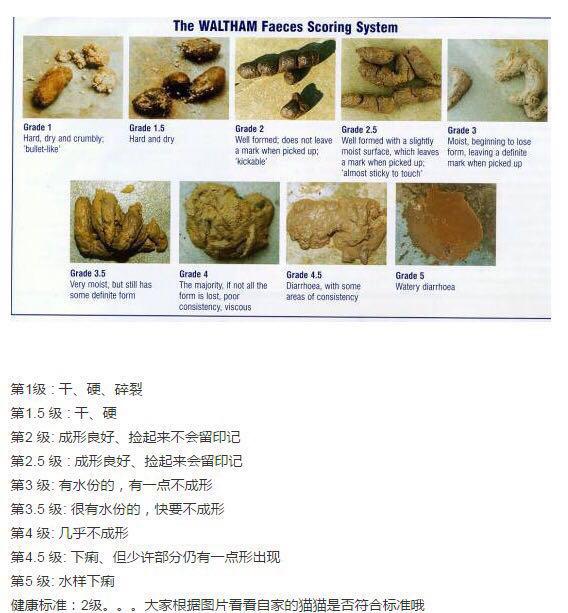 The WALTHAM Faeces Scoring System
Grade 1
Hard, dry and crumbly;
'bullet-like'
Grade 1.5
Hard and dry
Grade 2
Well formed; does not leave
a mark when picked up;
'kickable'
Grade 2.5
Well formed with a slightly
moist surface, which leaves
a mark when picked up;
'almost sticky to touch'
Grade 3
Moist, beginning to lose
form, leaving a definite
mark when picked up
Grade 3.5
Very moist, but still has
some definite form
Grade 4
The majority, if not all the
form is lost, poor
consistency, viscous
Grade 4.5
Diarrhoea, with some
areas of consistency
Grade 5
Watery diarrhoea
第1级 : 干、硬、碎裂
第1.5 级 : 干、硬
第2 级: 成形良好、捡起来不会留印记
第2.5 级 : 成形良好、捡起来会留印记
第3 级: 有水份的，有一点不成形
第3.5 级: 很有水份的，快要不成形
第4 级: 几乎不成形
第4.5 级: 下痢、但少许部分仍有一点形出现
第5 级: 水样下痢
健康标准：2级。。。大家根据图片看看自家的猫猫是否符合标准哦